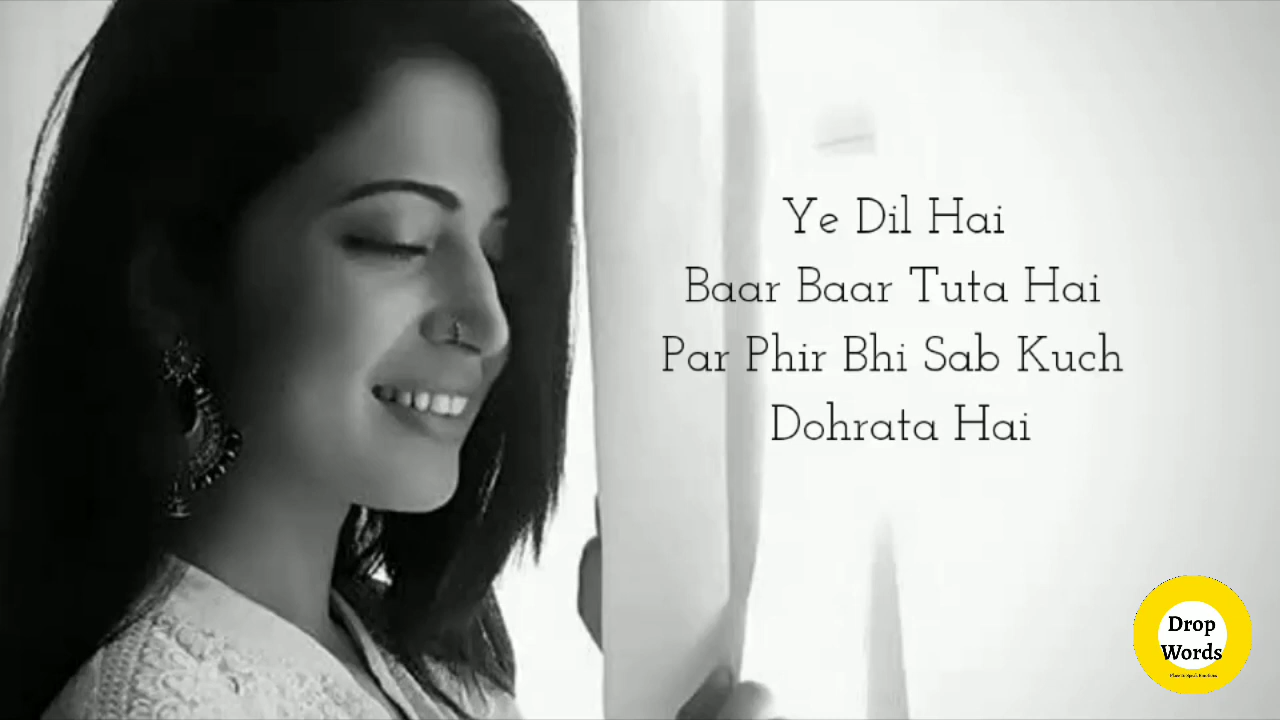 Ye Dil Hai
Baar Baar Tuta Hai
Par Phir Bhi Sab Kuch
Dohrata Hai
Drop
Words